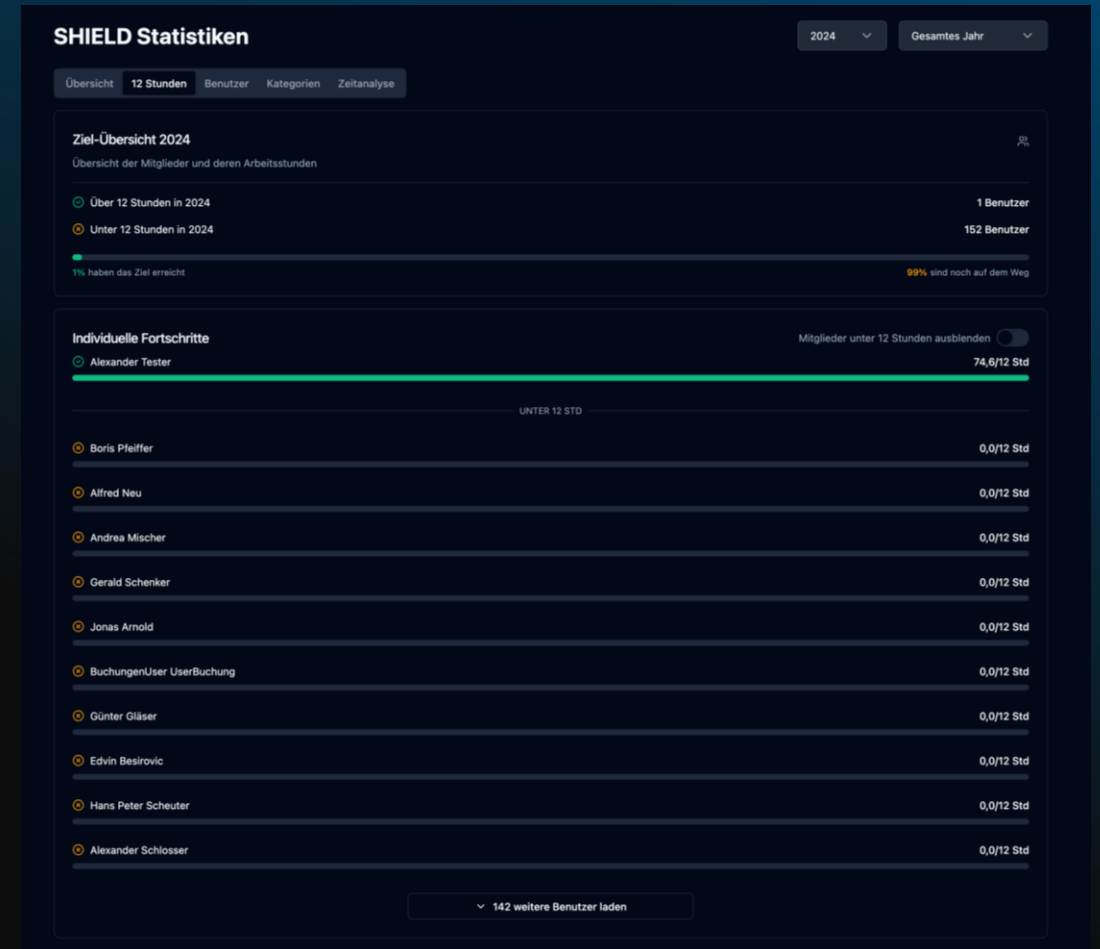 SHIELD Statistiken
2024
Gesamtes Jahr
Übersicht 12 Stunden Benutzer Kategorien Zeitanalyse
Ziel-Übersicht 2024
Übersicht der Mitglieder und deren Arbeitsstunden
Über 12 Stunden in 2024 1 Benutzer
Unter 12 Stunden in 2024 152 Benutzer
1% haben das Ziel erreicht 99% sind noch auf dem Weg
Individuelle Fortschritte Mitglieder unter 12 Stunden ausblenden
Alexander Tester 74,6/12 Std
UNTER 12 STD
Boris Pfeiffer 0,0/12 Std
Alfred Neu 0,0/12 Std
Andrea Mischer 0,0/12 Std
Gerald Schenker 0,0/12 Std
Jonas Arnold 0,0/12 Std
BuchungenUser UserBuchung 0,0/12 Std
Günter Gläser 0,0/12 Std
Edvin Besirovic 0,0/12 Std
Hans Peter Scheuter 0,0/12 Std
Alexander Schlosser 0,0/12 Std
142 weitere Benutzer laden